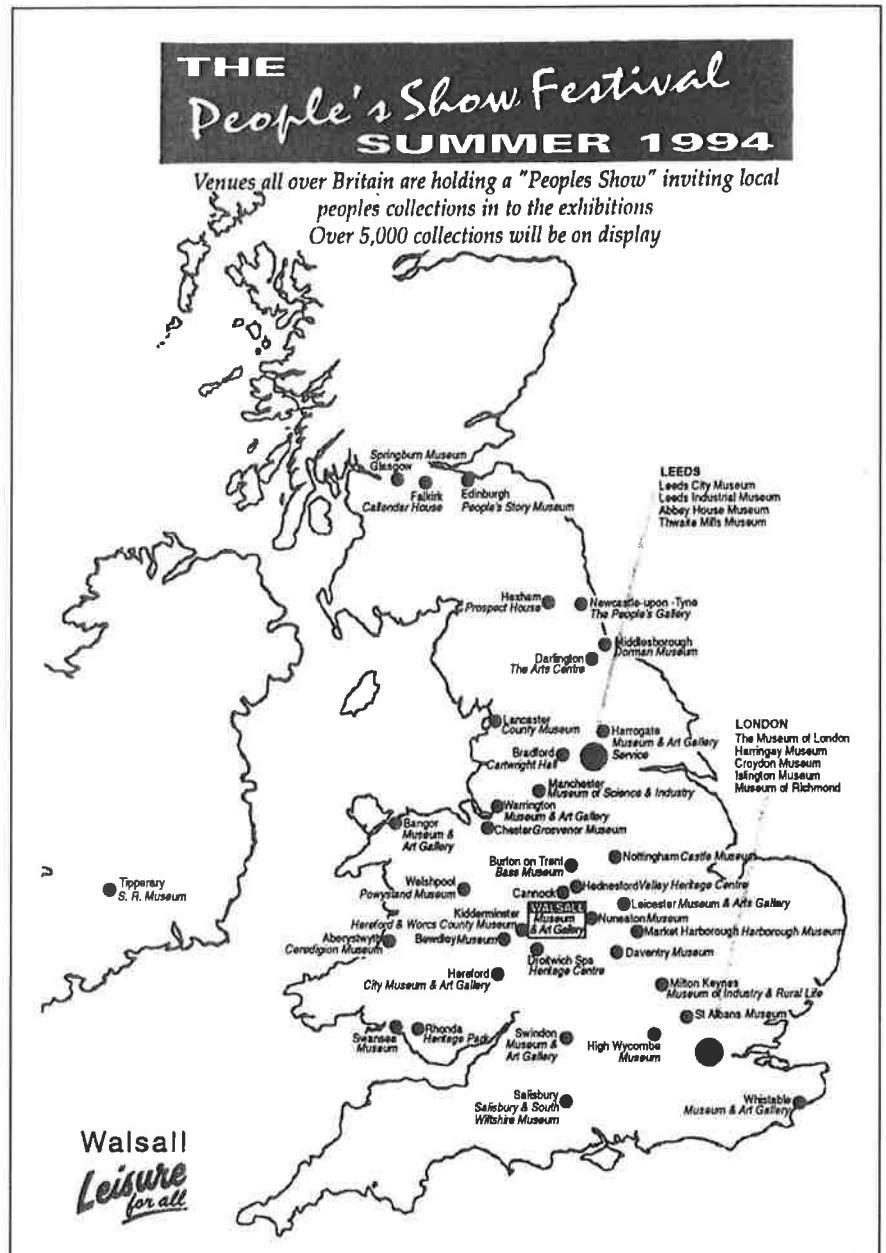 THE
People's Show Festival
SUMMER 1994
Venues all over Britain are holding a "Peoples Show" inviting local
peoples collections in to the exhibitions
Over 5,000 collections will be on display
Springburn Museum
Glasgow
Falkirk
Callendar House
Edinburgh
People's Story Museum
LEEDS
Leeds City Museum
Leeds Industrial Museum
Abbey House Museum
Thwaite Mills Museum
Hexham
Prospect House
Newcastle-upon -Tyne
The People's Gallery
Middlesborough
Dorman Museum
Darlington
The Arts Centre
Lancaster
County Museum
Harrogate
Museum & Art Gallery
Service
Bradford
Cartwright Hall
LONDON
The Museum of London
Harringay Museum
Croydon Museum
Islington Museum
Museum of Richmond
Manchester
Museum of Science & Industry
Warrington
Museum & Art Gallery
Chester Grosvenor Museum
Bangor
Museum &
Art Gallery
Nottingham Castle Museum
Burton on Trent
Bass Museum
Tipperary
S. R. Museum
Welshpool
Powysland Museum
Cannock
Hednesford Valley Heritage Centre
Leicester Museum & Arts Gallery
WALSALL
Museum
& Art Gallery
Nuneaton Museum
Kidderminster
Hereford & Worcs County Museum
Market Harborough Harborough Museum
Aberystwyth
Ceredigion Museum
Bewdley Museum
Droitwich Spa
Heritage Centre
Daventry Museum
Hereford
City Museum & Art Gallery
Milton Keynes
Museum of Industry & Rural Life
St Albans Museum
Swansea
Museum
Rhonda
Heritage Park
Swindon
Museum &
Art Gallery
High Wycombe
Museum
Salisbury
Salisbury & South
Wiltshire Museum
Whistable
Museum & Art Gallery
Walsall
Leisure
for all